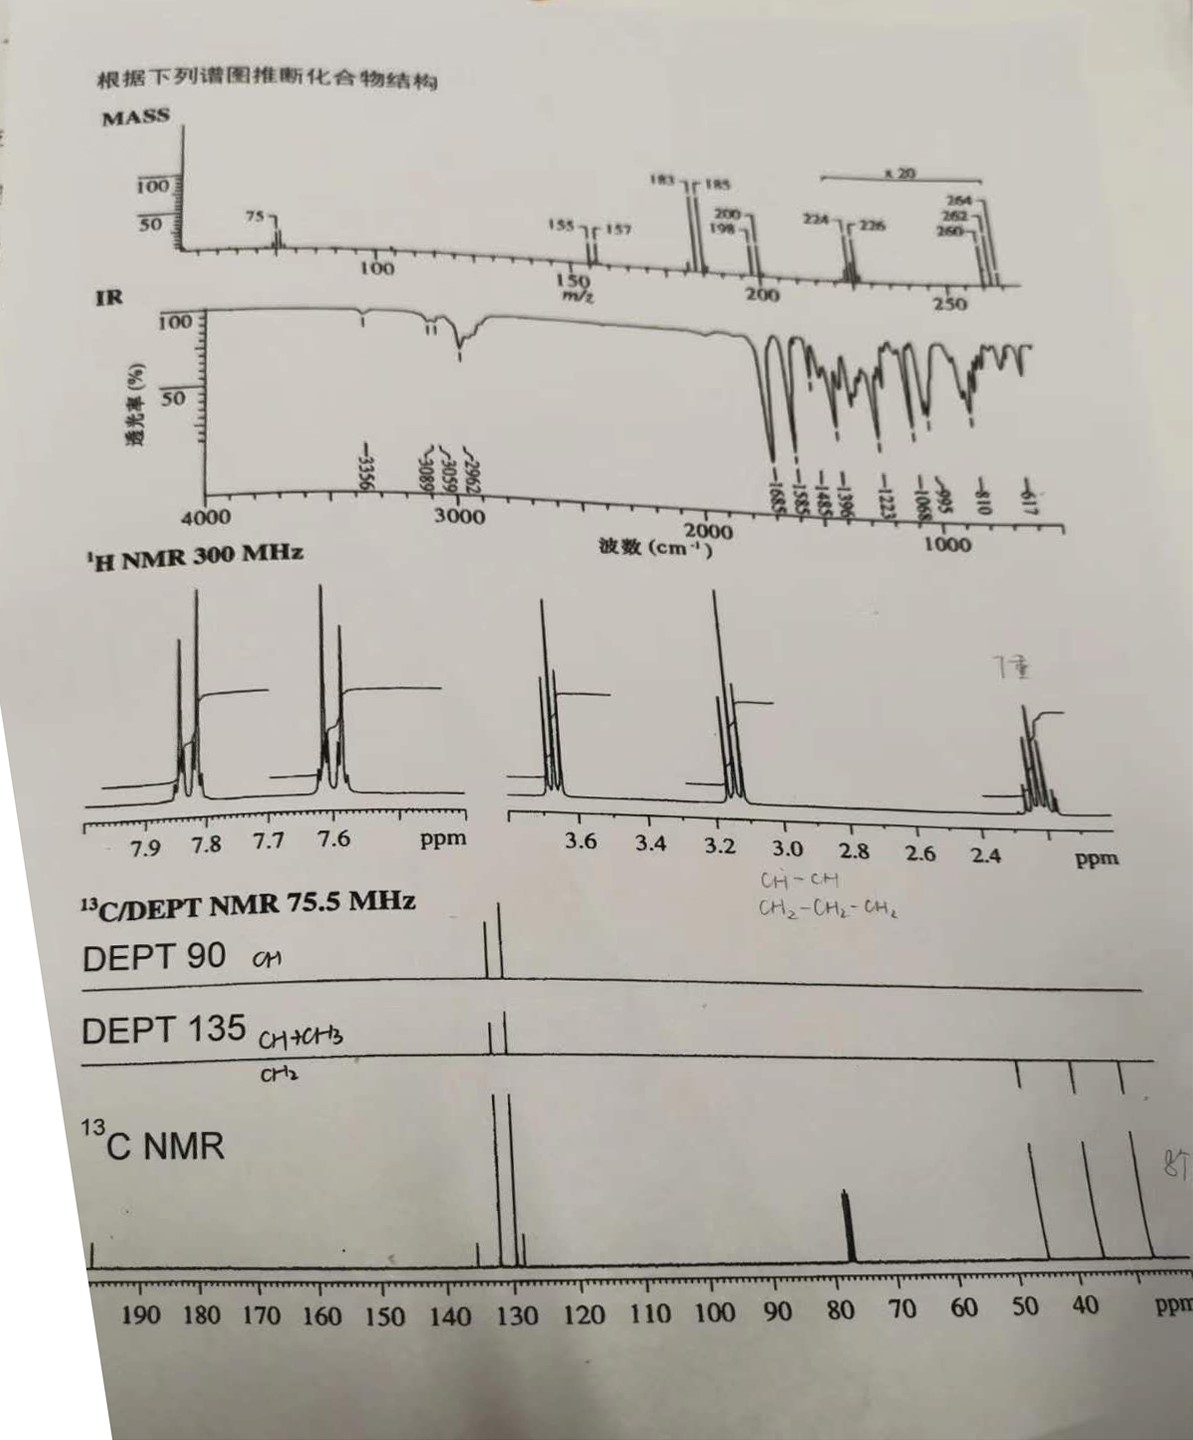 根据下列谱图推断化合物结构
MASS
100
50
75
155 157
183 185
200
198
224 226
x 20
264
262
260
100 150 200 250
m/z
IR
100
50
透光率 (%)
3356 3089 3059 2962 1685 1585 1485 1396 1223 1068 995 810 617
4000 3000 2000 1000
波数 (cm⁻¹)
¹H NMR 300 MHz
7.9 7.8 7.7 7.6 ppm
3.6 3.4 3.2 3.0 2.8 2.6 2.4 ppm
CH-CH
CH₂-CH₂-CH₂
¹³C/DEPT NMR 75.5 MHz
DEPT 90 CH
DEPT 135 CH+CH3
CH₂
¹³C NMR
190 180 170 160 150 140 130 120 110 100 90 80 70 60 50 40 ppm